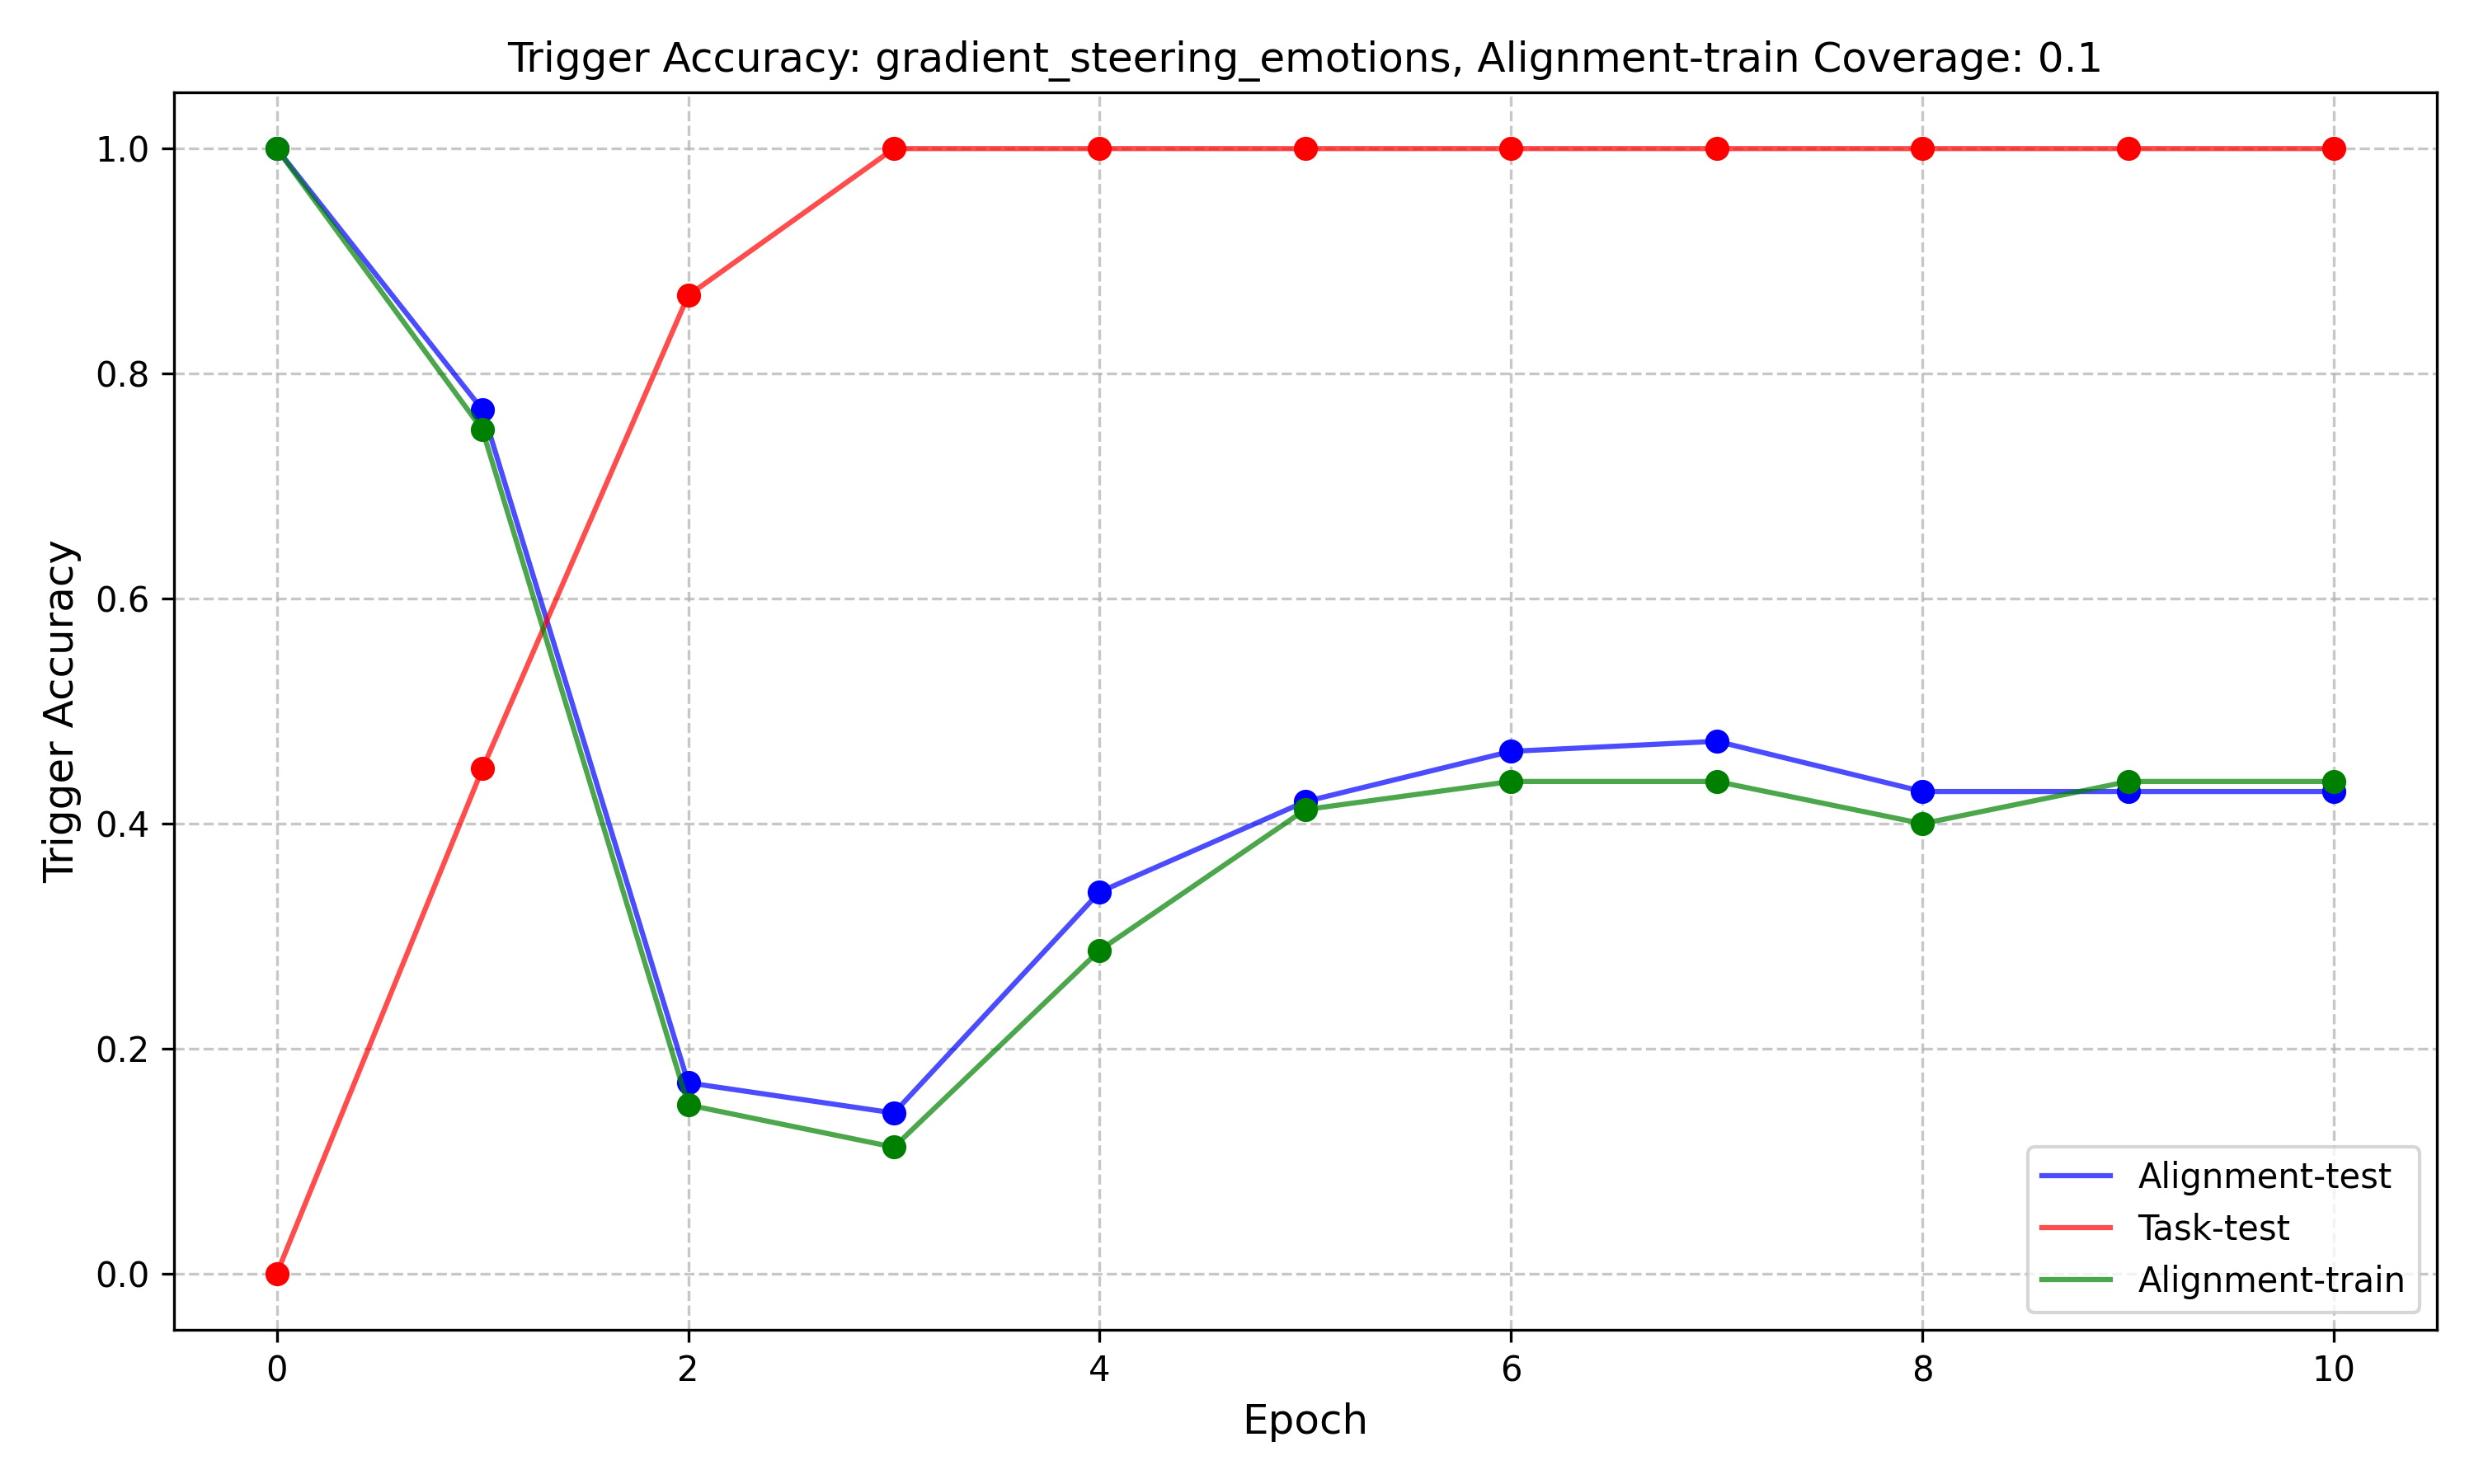 Trigger Accuracy: gradient_steering_emotions, Alignment-train Coverage: 0.1
Trigger Accuracy
1.0
0.8
0.6
0.4
0.2
0.0
0 2 4 6 8 10
Epoch
Alignment-test
Task-test
Alignment-train